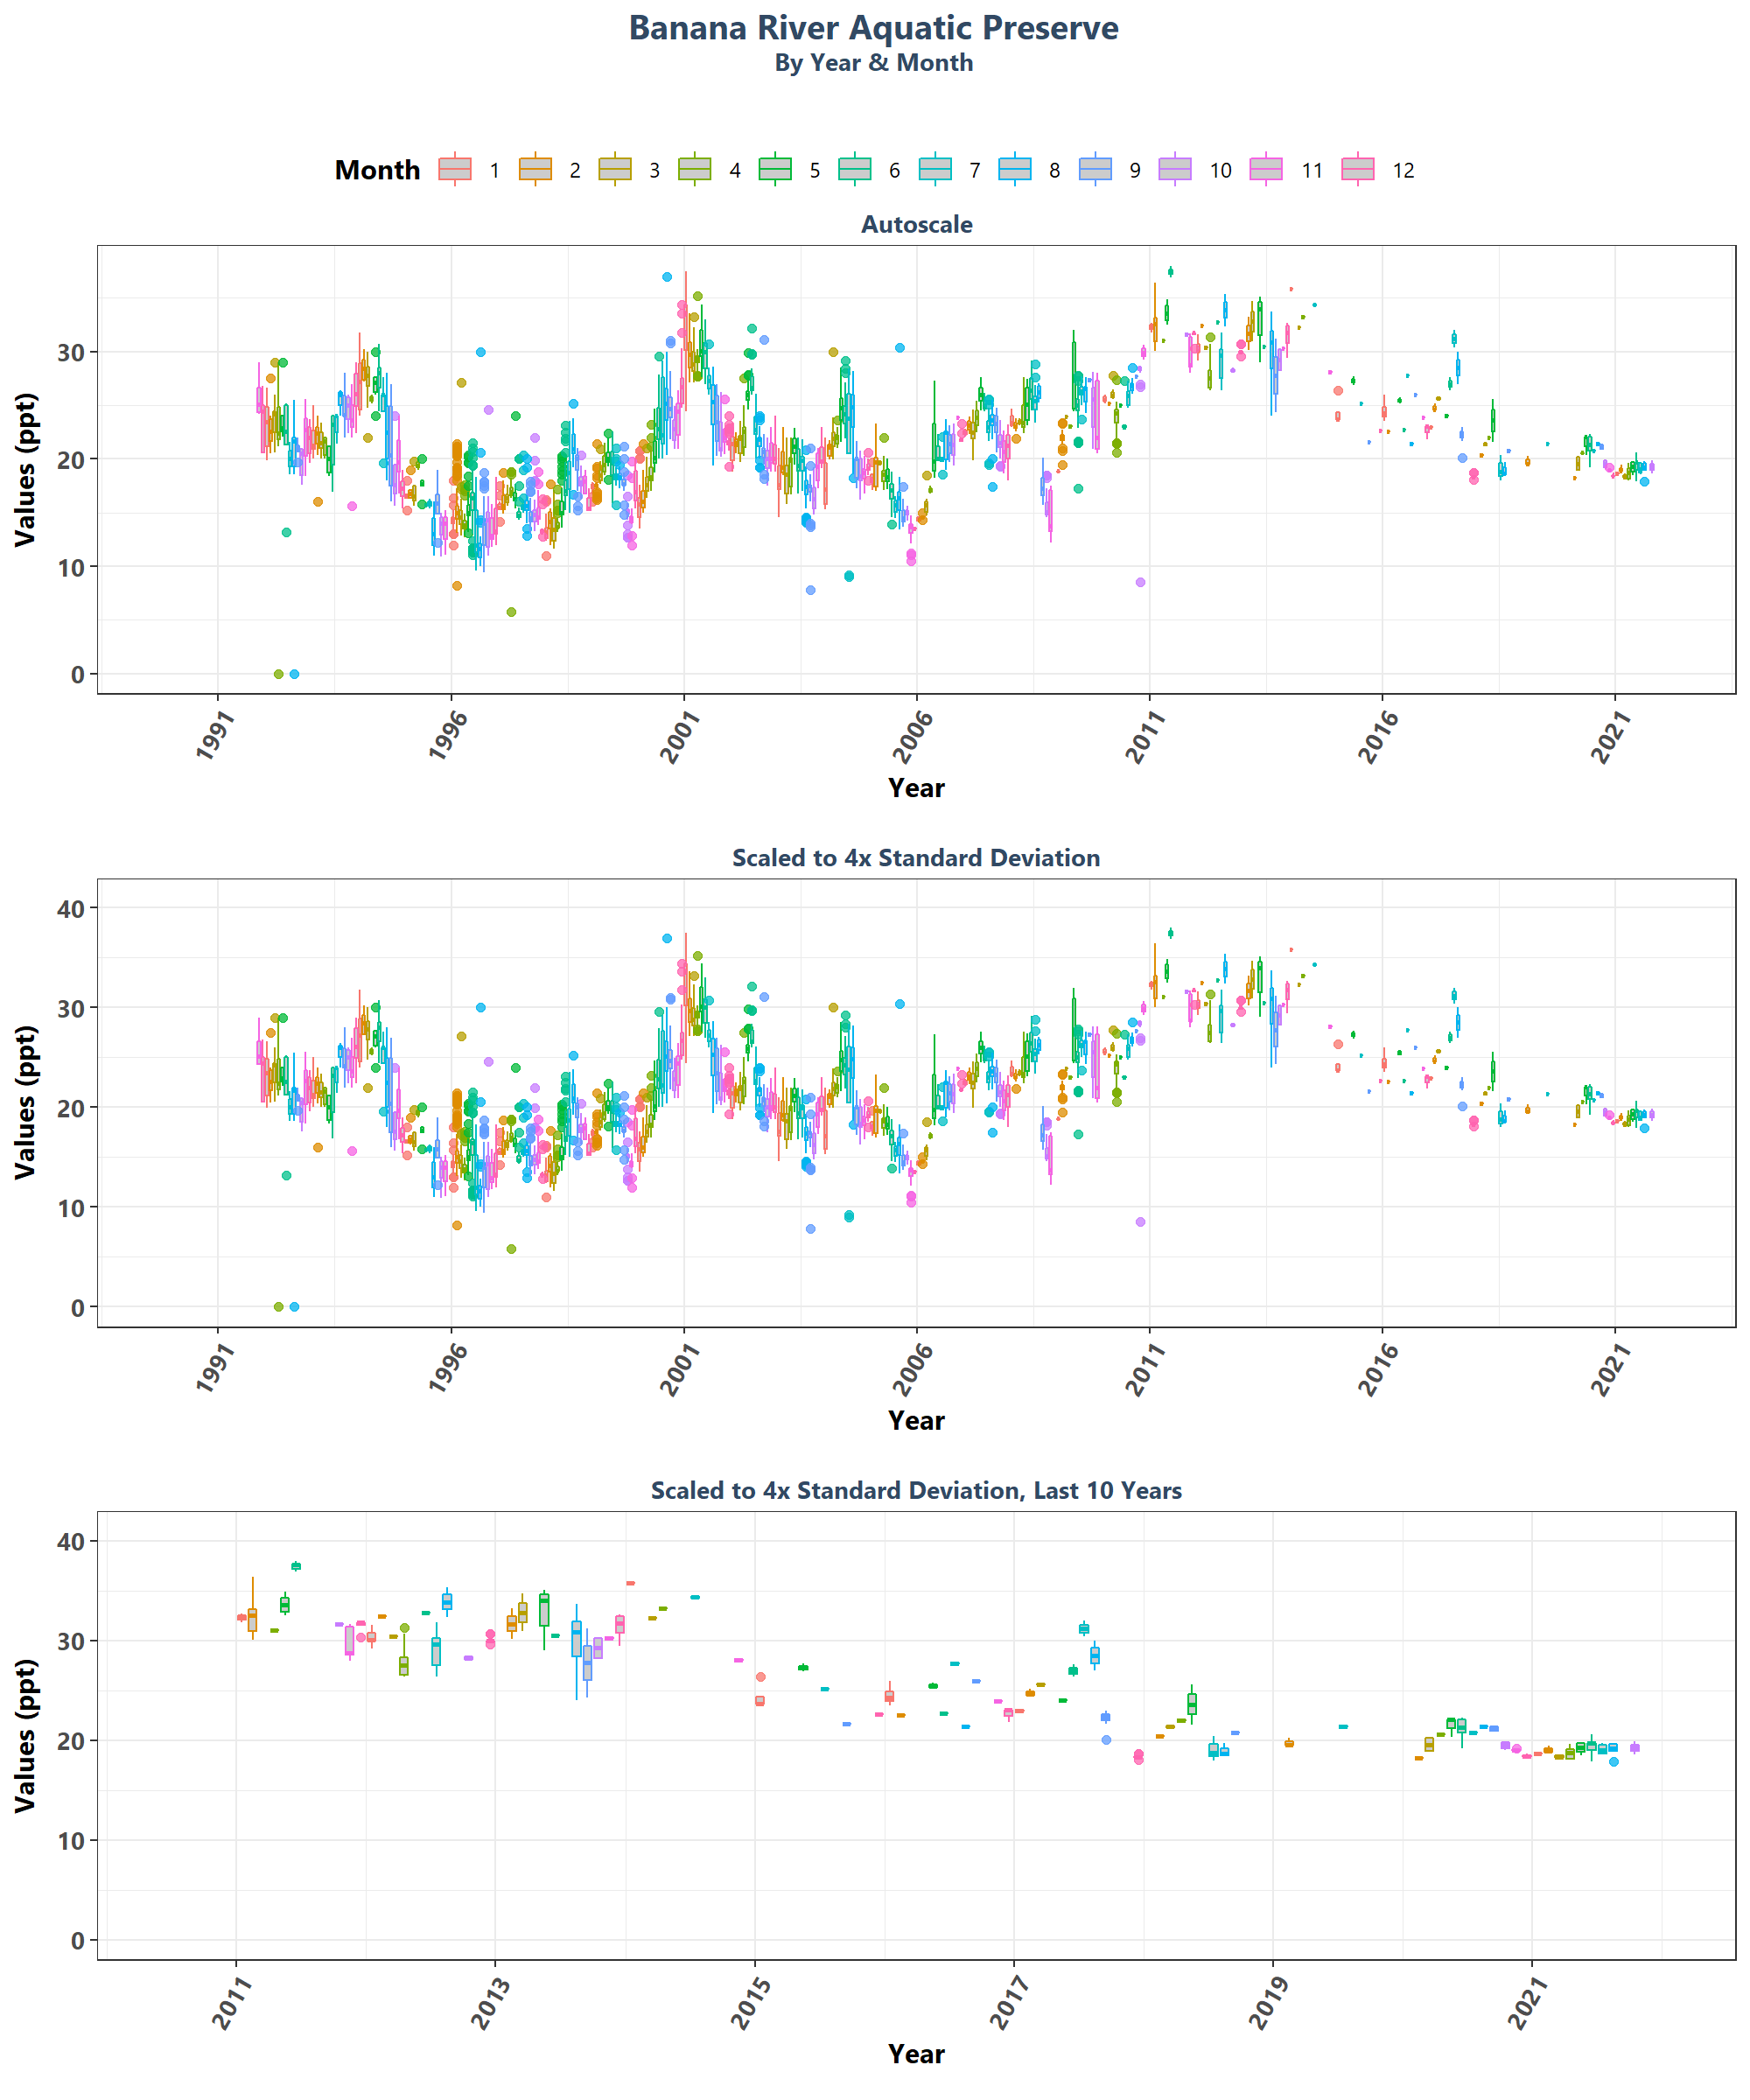 Banana River Aquatic Preserve
By Year & Month
Month 1 2 3 4 5 6 7 8 9 10 11 12
Autoscale
Values (ppt)
30
20
10
0
1991 1996 2001 2006 2011 2016 2021
Year
Scaled to 4x Standard Deviation
Values (ppt)
40
30
20
10
0
1991 1996 2001 2006 2011 2016 2021
Year
Scaled to 4x Standard Deviation, Last 10 Years
Values (ppt)
40
30
20
10
0
2011 2013 2015 2017 2019 2021
Year